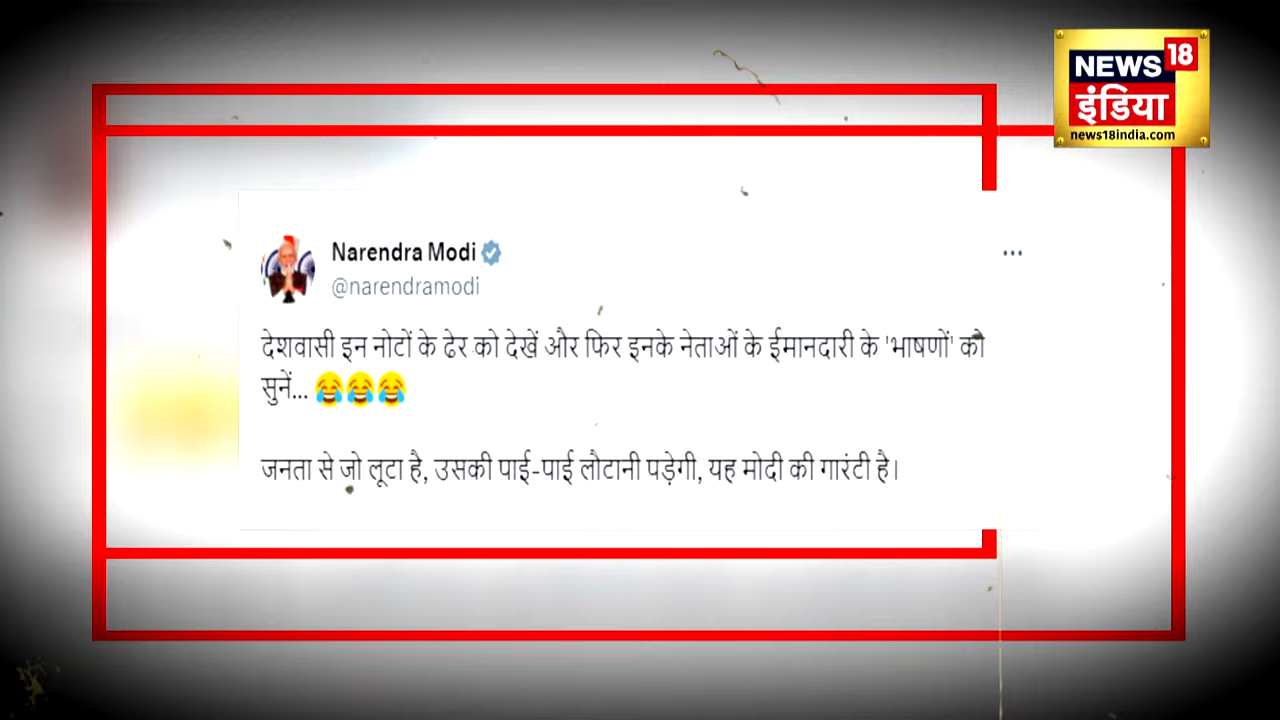 NEWS 18
इंडिया
news18india.com
Narendra Modi
@narendramodi
देशवासी इन नोटों के ढेर को देखें और फिर इनके नेताओं के ईमानदारी के 'भाषणों' को
सुनें... 😂😂😂
जनता से जो लूटा है, उसकी पाई-पाई लौटानी पड़ेगी, यह मोदी की गारंटी है।